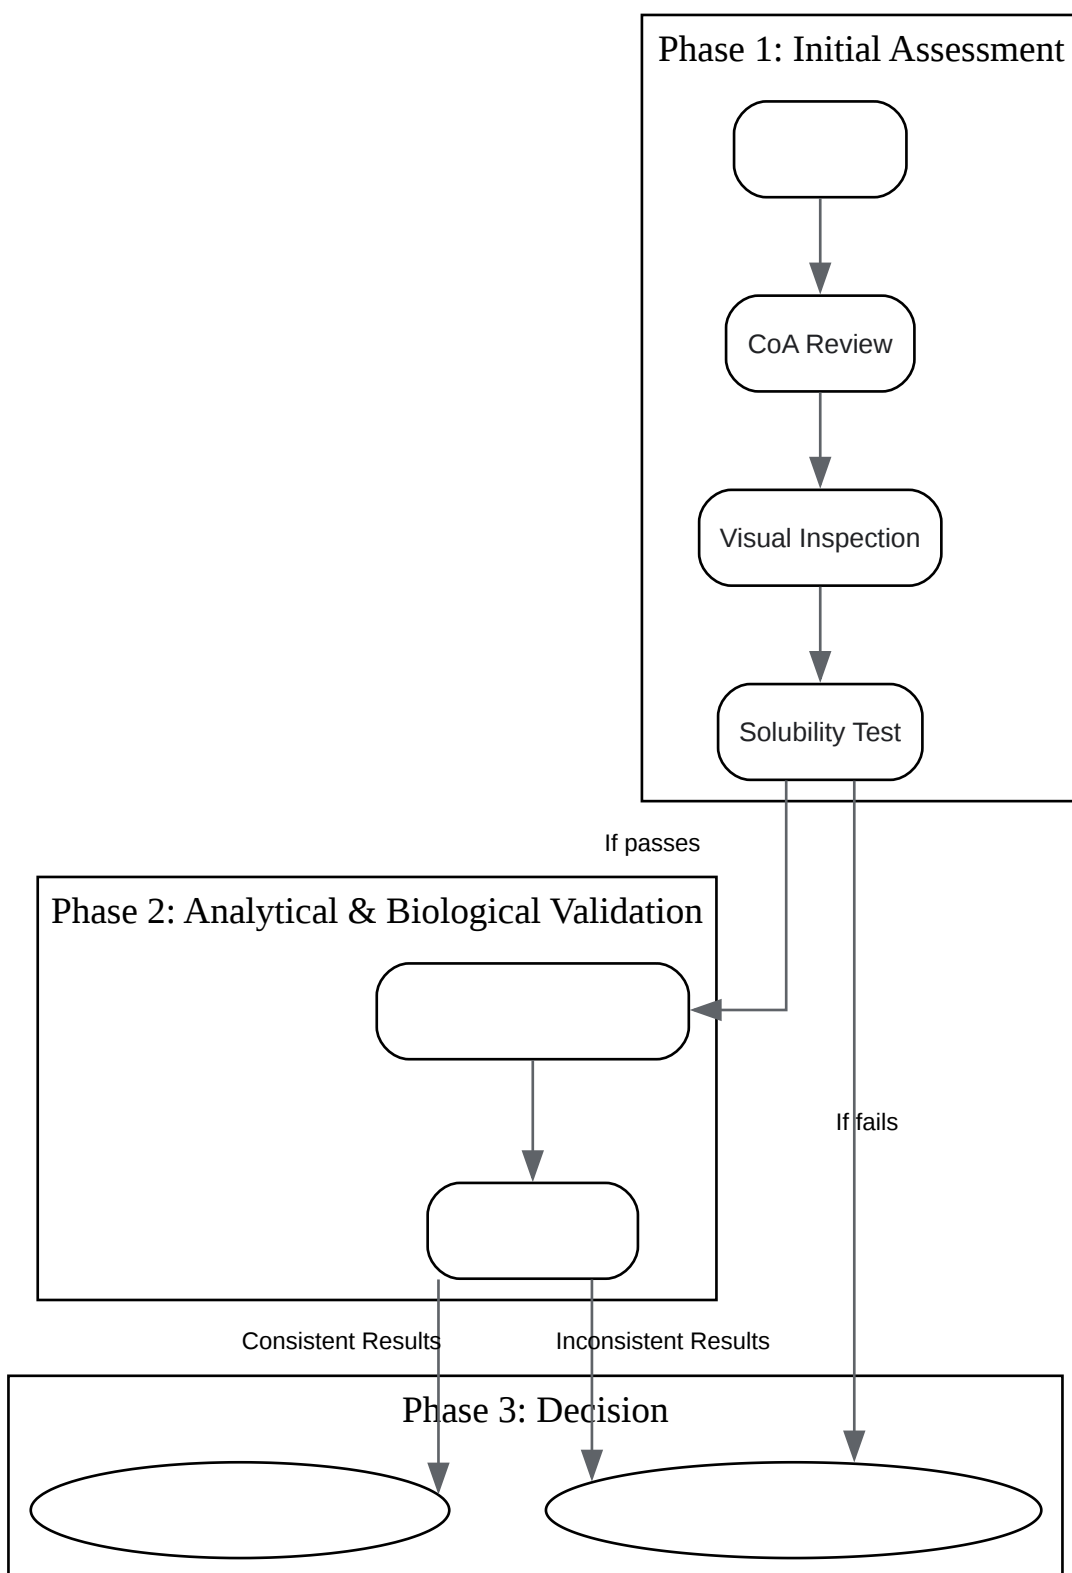 Phase 1: Initial Assessment
CoA Review
Visual Inspection
Solubility Test
If passes
Phase 2: Analytical & Biological Validation
If fails
Consistent Results
Inconsistent Results
Phase 3: Decision